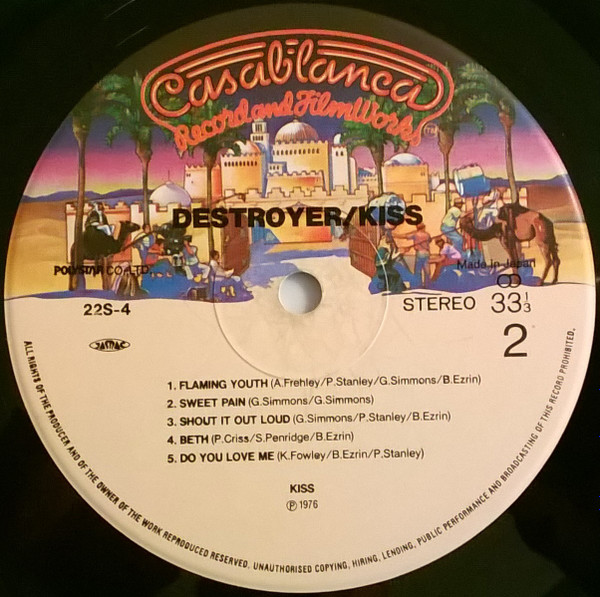 Casablanca
Record and FilmWorks
TM
DESTROYER/KISS
POLYSTAR CO., LTD.
Made in Japan
22S-4
STEREO 33⅓
2
JASRAC
1. FLAMING YOUTH (A.Frehley/P.Stanley/G.Simmons/B.Ezrin)
2. SWEET PAIN (G.Simmons/G.Simmons)
3. SHOUT IT OUT LOUD (G.Simmons/P.Stanley/B.Ezrin)
4. BETH (P.Criss/S.Penridge/B.Ezrin)
5. DO YOU LOVE ME (K.Fowley/B.Ezrin/P.Stanley)
KISS
Ⓟ 1976
ALL RIGHTS OF THE PRODUCER AND OF THE OWNER OF THE WORK REPRODUCED RESERVED. UNAUTHORISED COPYING, HIRING, LENDING, PUBLIC PERFORMANCE AND BROADCASTING OF THIS RECORD PROHIBITED.